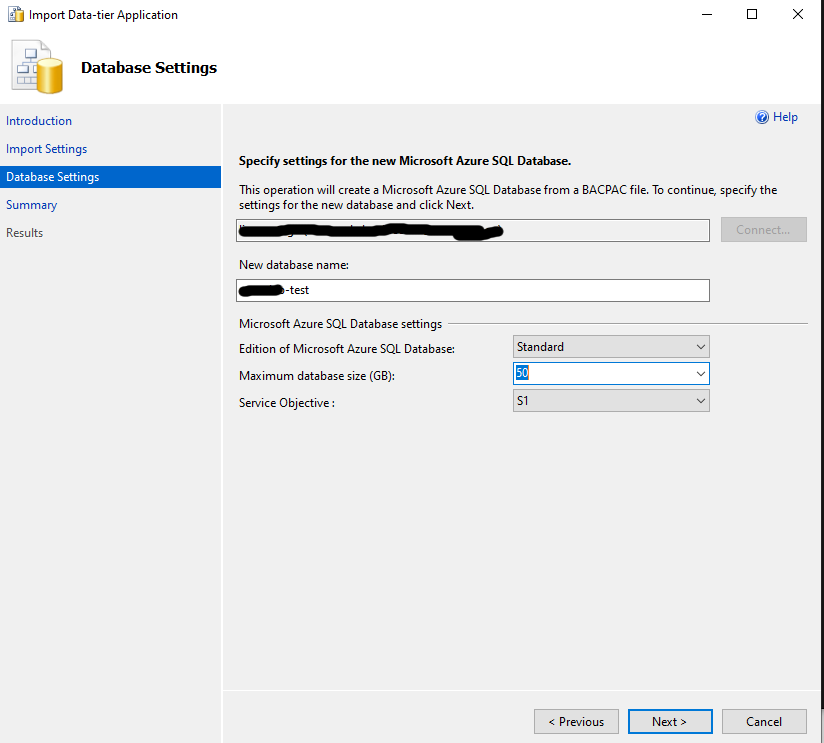 Import Data-tier Application
Database Settings
Introduction
Import Settings
Database Settings
Summary
Results
Help
Specify settings for the new Microsoft Azure SQL Database.
This operation will create a Microsoft Azure SQL Database from a BACPAC file. To continue, specify the
settings for the new database and click Next.
Connect...
New database name:
-test
Microsoft Azure SQL Database settings
Edition of Microsoft Azure SQL Database:
Standard
Maximum database size (GB):
50
Service Objective :
S1
< Previous
Next >
Cancel